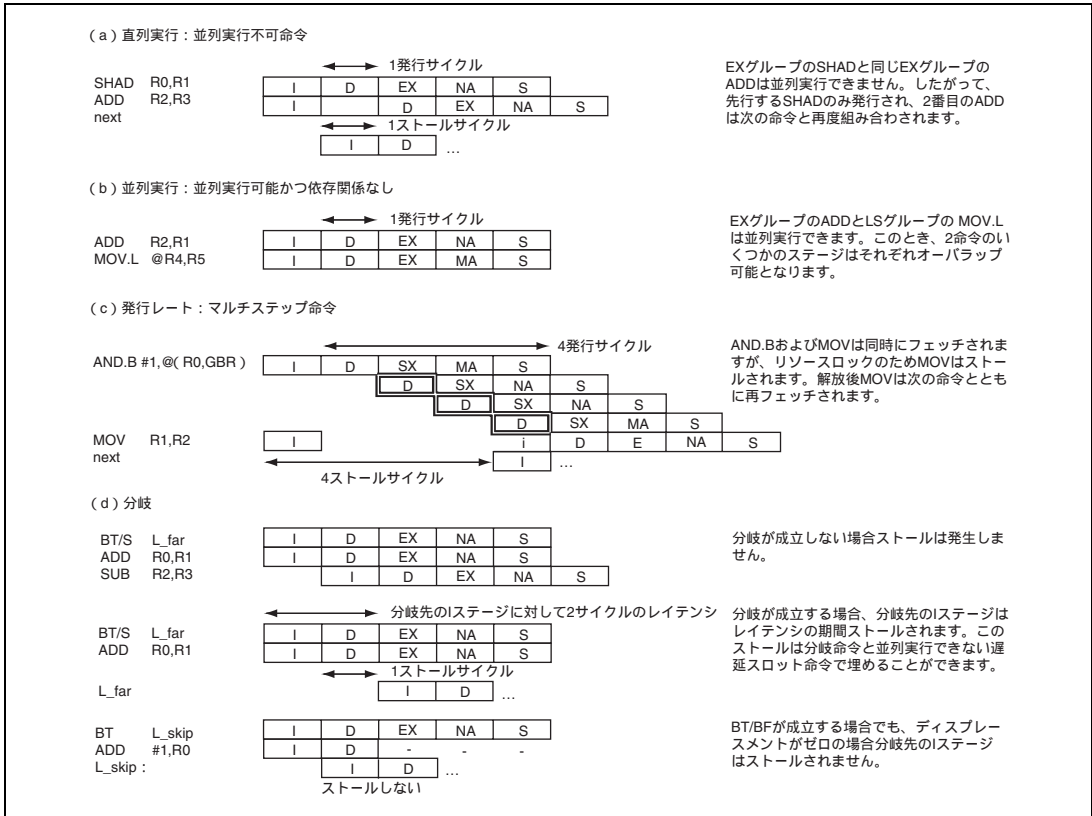 (a)直列実行:並列実行不可命令
1発行サイクル
SHAD R0,R1 I D EX NA S
ADD R2,R3 I D EX NA S
next
1ストールサイクル
I D ...
EXグループのSHADと同じEXグループの
ADDは並列実行できません。したがって、
先行するSHADのみ発行され、2番目のADD
は次の命令と再度組み合わされます。
(b)並列実行:並列実行可能かつ依存関係なし
1発行サイクル
ADD R2,R1 I D EX NA S
MOV.L @R4,R5 I D EX MA S
EXグループのADDとLSグループの MOV.L
は並列実行できます。このとき、2命令のい
くつかのステージはそれぞれオーバラップ
可能となります。
(c)発行レート:マルチステップ命令
4発行サイクル
AND.B #1,@(R0,GBR) I D SX MA S
D SX NA S
D SX NA S
D SX MA S
MOV R1,R2 I i D E NA S
next I ...
4ストールサイクル
AND.BおよびMOVは同時にフェッチされま
すが、リソースロックのためMOVはストー
ルされます。解放後MOVは次の命令ととも
に再フェッチされます。
(d)分岐
BT/S L_far I D EX NA S
ADD R0,R1 I D EX NA S
SUB R2,R3 I D EX NA S
分岐が成立しない場合ストールは発生しま
せん。
分岐先のIステージに対して2サイクルのレイテンシ
BT/S L_far I D EX NA S
ADD R0,R1 I D EX NA S
1ストールサイクル
L_far I D ...
分岐が成立する場合、分岐先のIステージは
レイテンシの期間ストールされます。この
ストールは分岐命令と並列実行できない遅
延スロット命令で埋めることができます。
BT L_skip I D EX NA S
ADD #1,R0 I D - - -
L_skip: I D ...
ストールしない
BT/BFが成立する場合でも、ディスプレー
スメントがゼロの場合分岐先のIステージ
はストールされません。